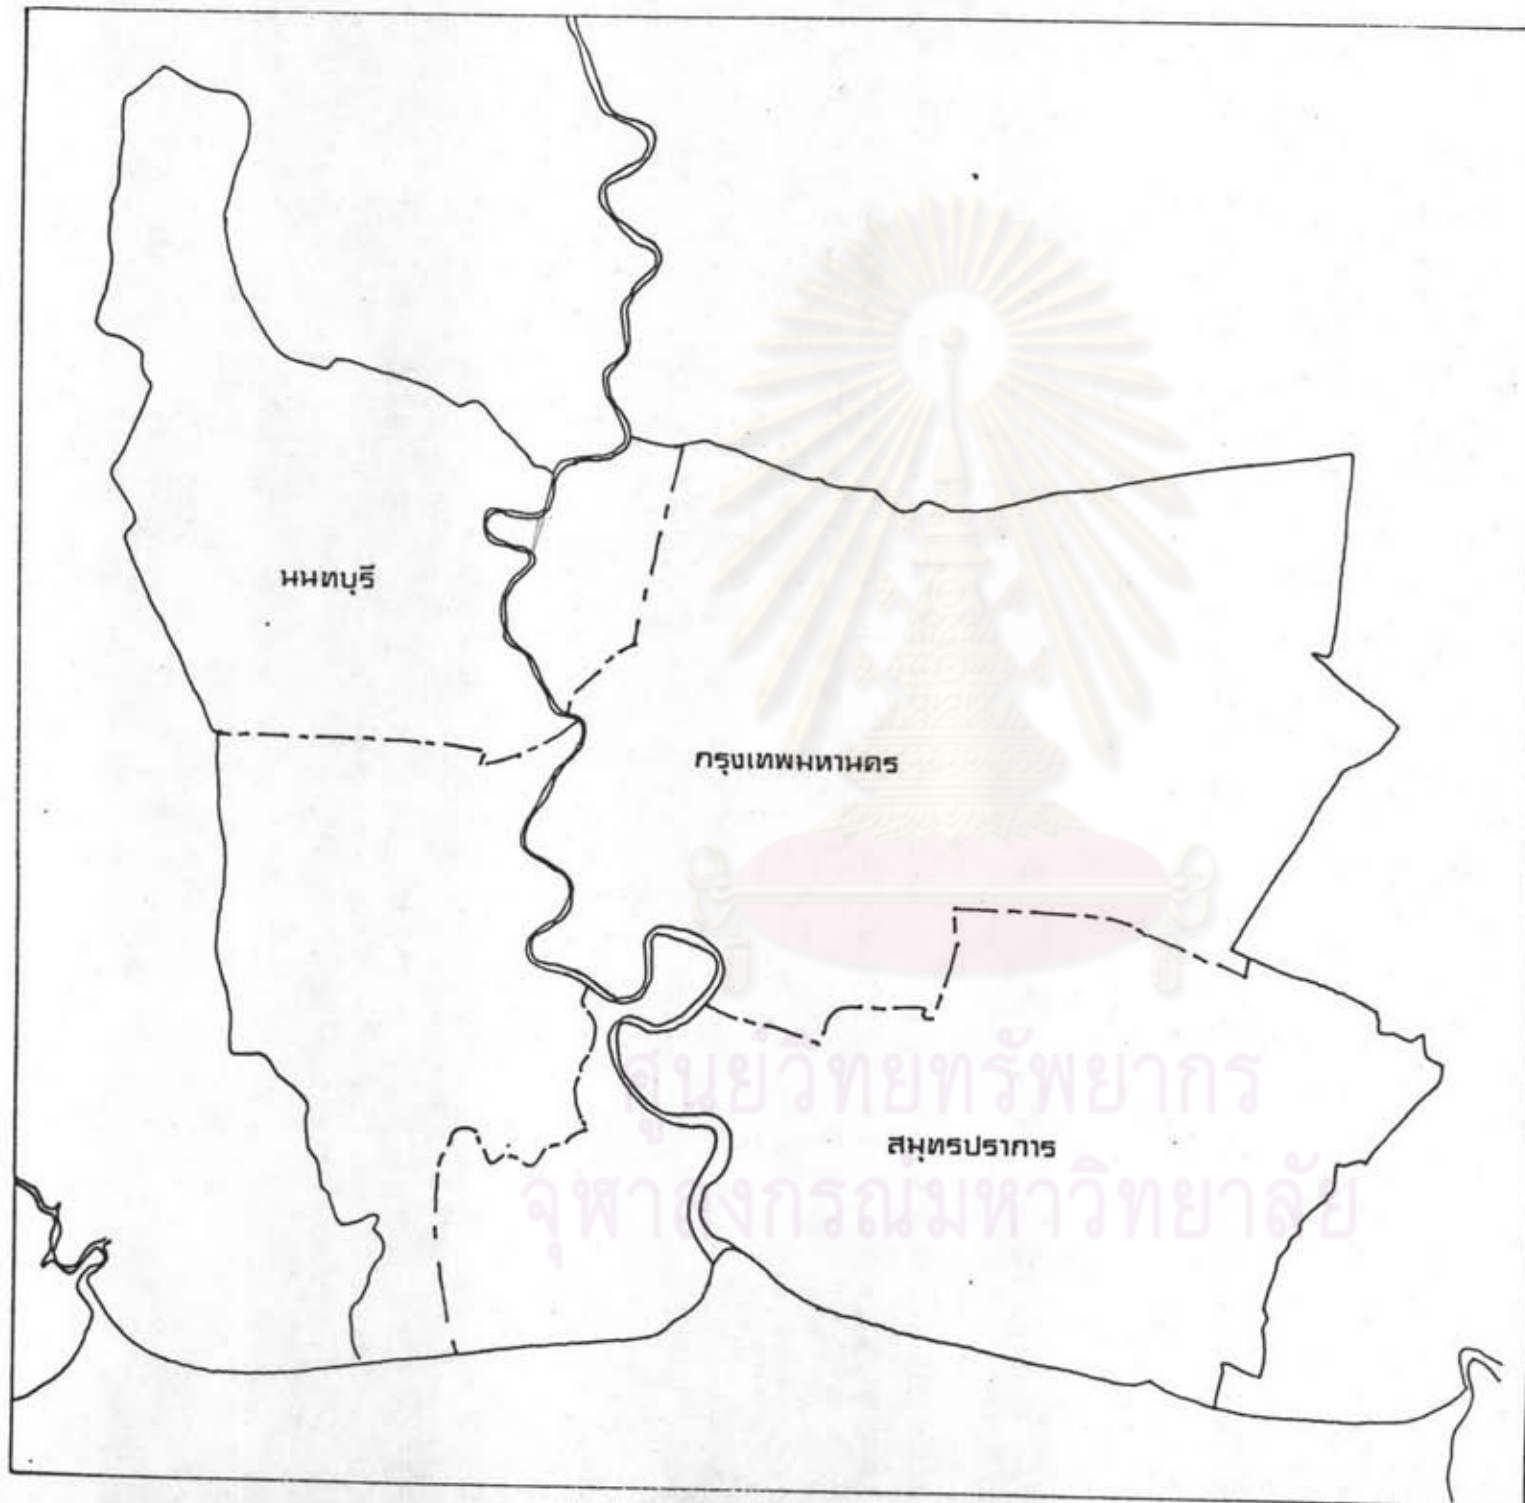 นนทบุรี
กรุงเทพมหานคร
ศูนย์วิทยทรัพยากร
สมุทรปราการ
จุฬาลงกรณ์มหาวิทยาลัย